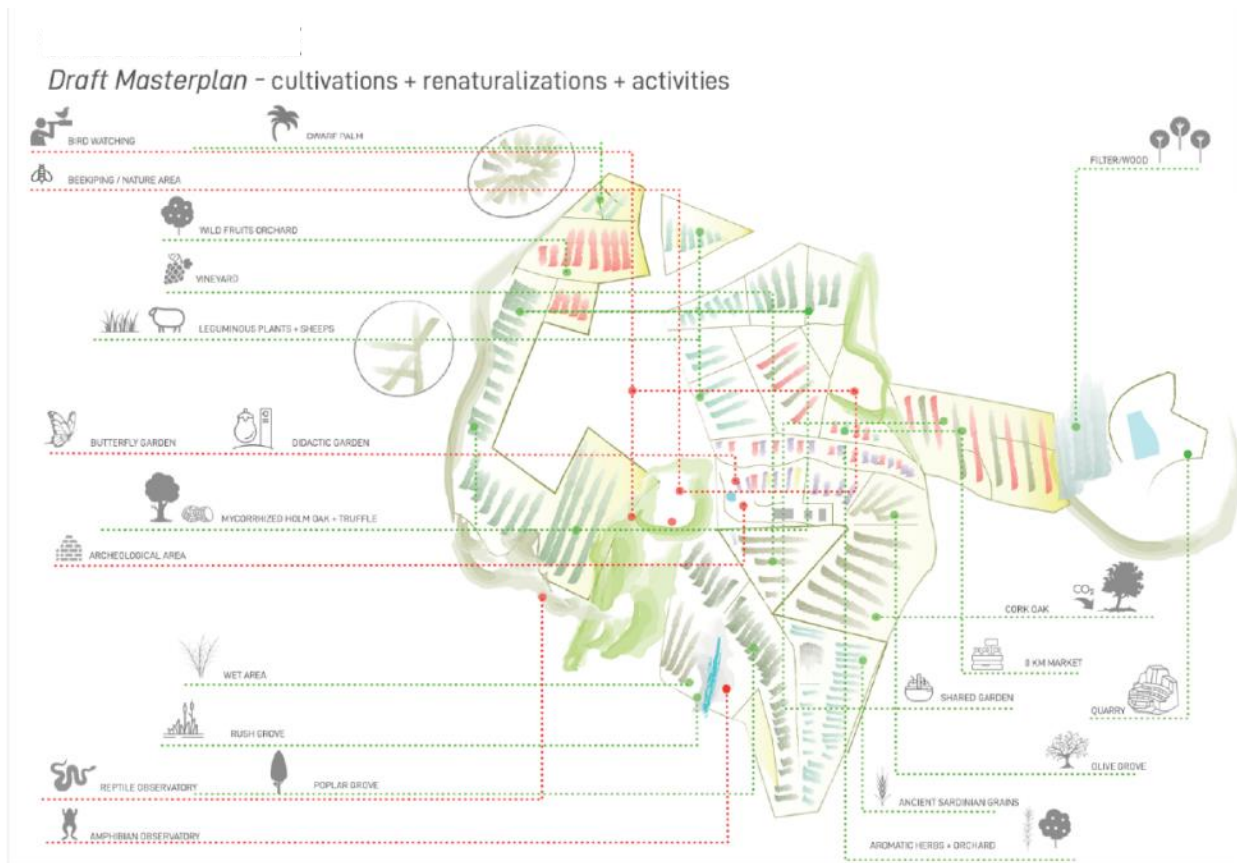 Draft Masterplan - cultivations + renaturalizations + activities
BIRD WATCHING
DWARF PALM
FILTER/WOOD
BEEKIPING / NATURE AREA
WILD FRUITS ORCHARD
VINEYARD
LEGUMINOUS PLANTS + SHEEPS
BUTTERFLY GARDEN
DIDACTIC GARDEN
MYCORRHIZED HOLM OAK + TRUFFLE
ARCHEOLOGICAL AREA
CO2
CORK OAK
0 KM MARKET
WET AREA
SHARED GARDEN
QUARRY
RUSH GROVE
OLIVE GROVE
REPTILE OBSERVATORY
POPLAR GROVE
ANCIENT SARDINIAN GRAINS
AMPHIBIAN OBSERVATORY
AROMATIC HERBS + ORCHARD